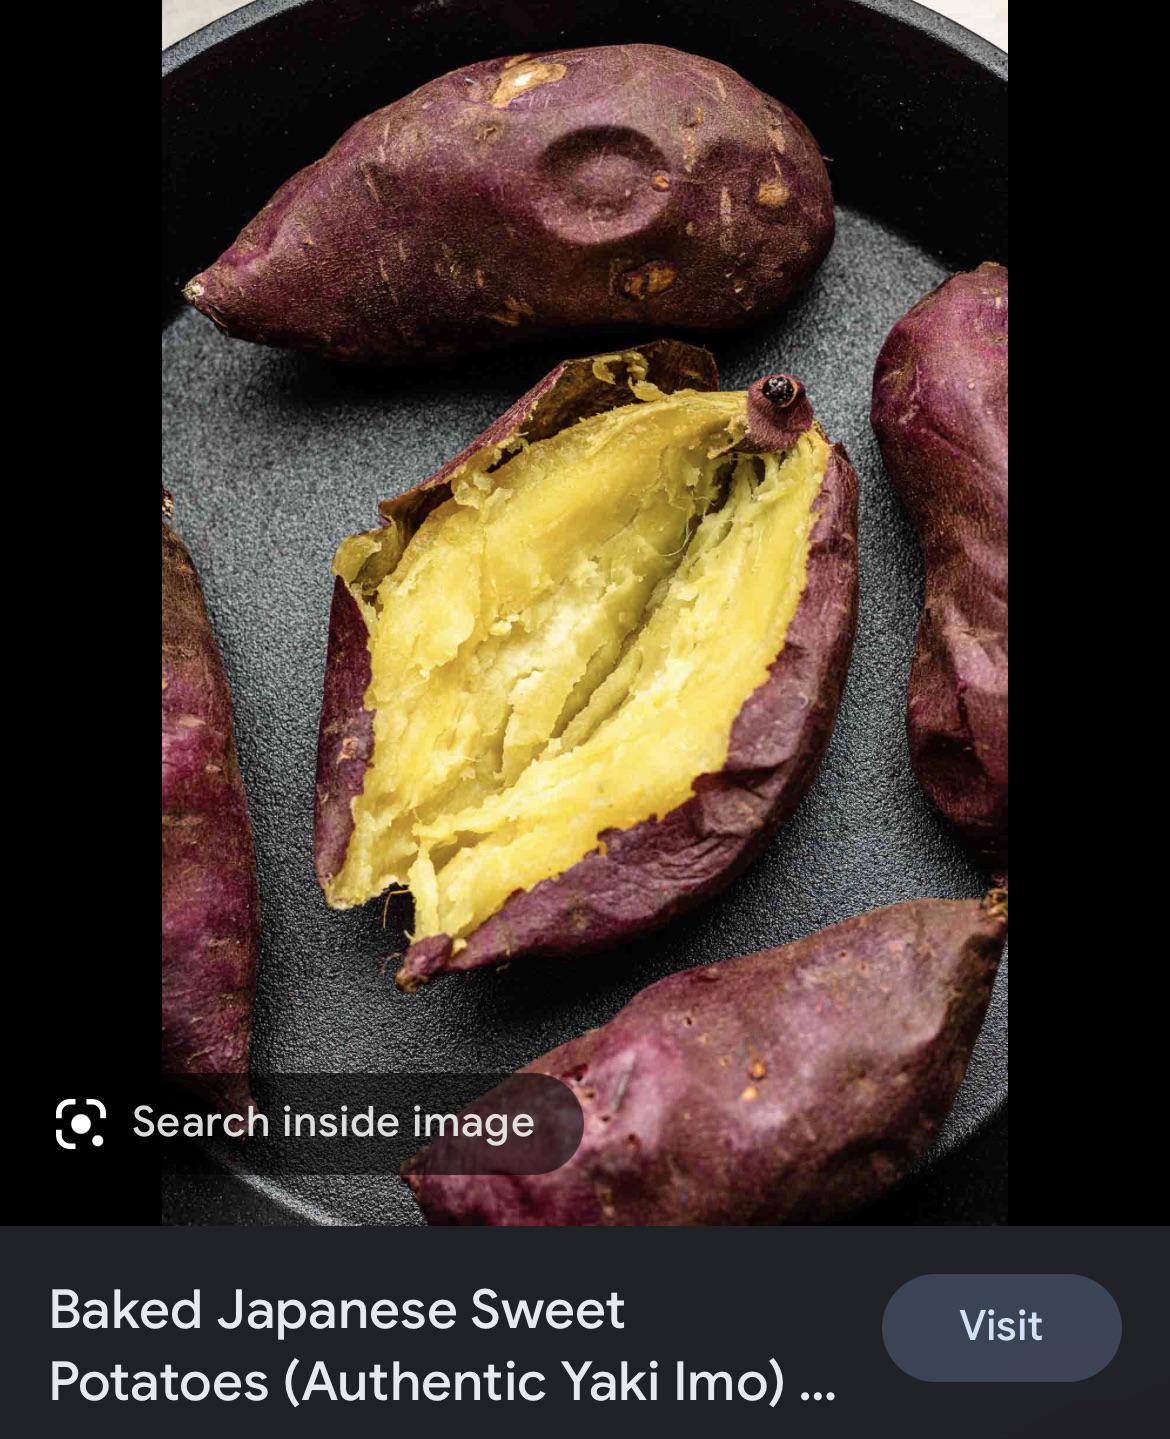 Search inside image
Baked Japanese Sweet
Potatoes (Authentic Yaki Imo) ...
Visit